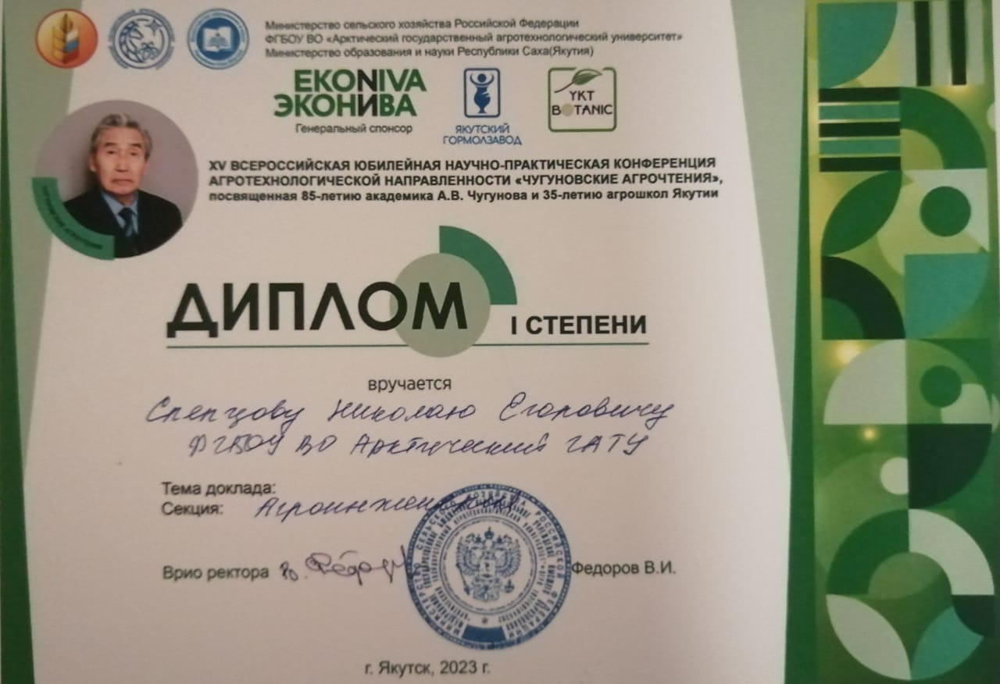 Министерство сельского хозяйства Российской Федерации
ФГБОУ ВО «Арктический государственный агротехнологический университет»
Министерство образования и науки Республики Саха(Якутия)
EKONIVA
ЭКОНИВА
Генеральный спонсор
ЯКУТСКИЙ
ГОРМОЛЗАВОД
YKT
BOTANIC
XV ВСЕРОССИЙСКАЯ ЮБИЛЕЙНАЯ НАУЧНО-ПРАКТИЧЕСКАЯ КОНФЕРЕНЦИЯ
АГРОТЕХНОЛОГИЧЕСКОЙ НАПРАВЛЕННОСТИ «ЧУГУНОВСКИЕ АГРОЧТЕНИЯ»,
посвященная 85-летию академика А.В. Чугунова и 35-летию агрошкол Якутии
ЧУГУНОВСКИЕ АГРОЧТЕНИЯ
ДИПЛОМ I СТЕПЕНИ
вручается
Слепцову Николаю Егоровичу
ФГБОУ ВО Арктический ГАТУ
Тема доклада:
Секция: Агроинженерия
Врио ректора Федоров В.И.
г. Якутск, 2023 г.